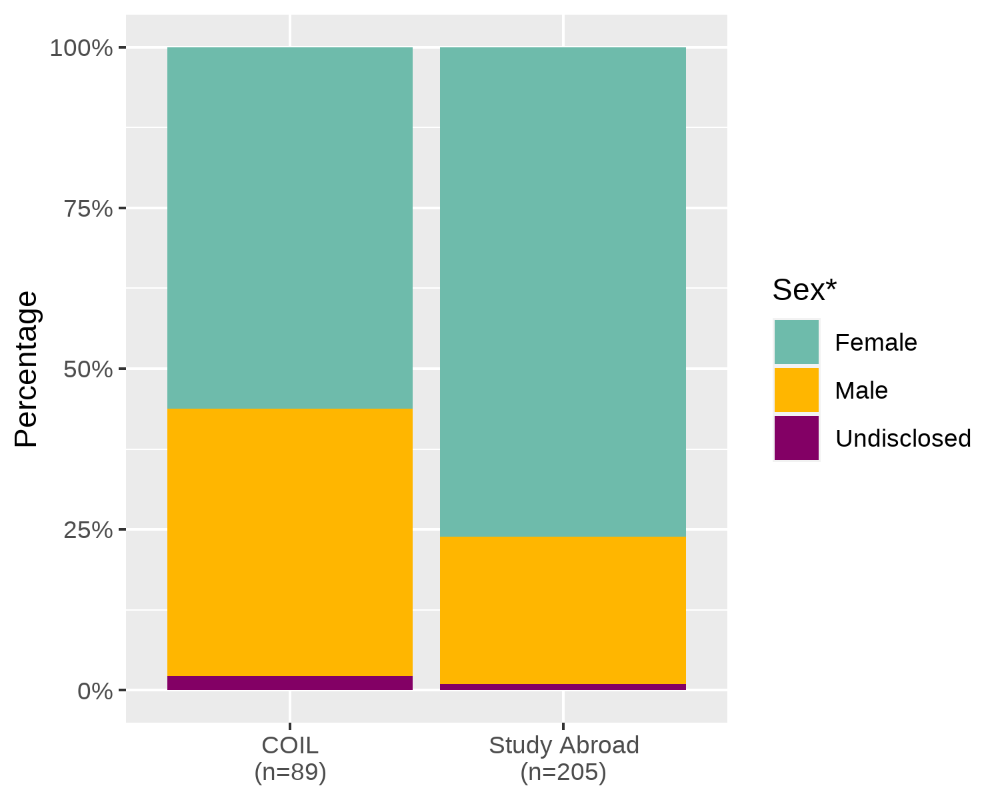 Percentage
100%
75%
50%
25%
0%
COIL
(n=89)
Study Abroad
(n=205)
Sex*
Female
Male
Undisclosed